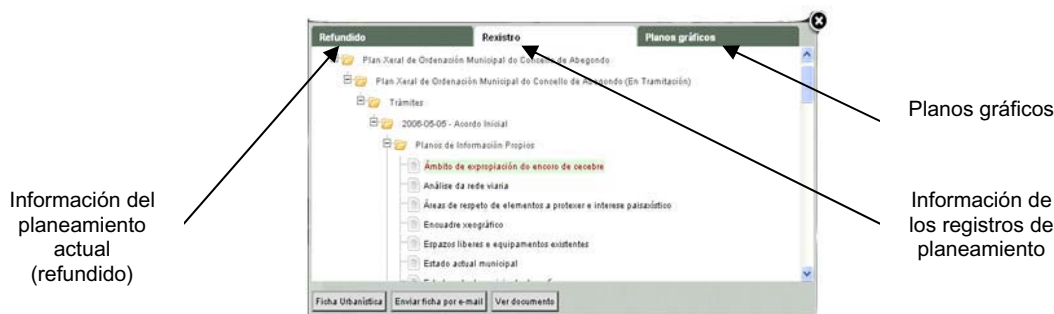 Refundido
Rexistro
Planos gráficos
Plan Xeral de Ordenación Municipal do Concello de Abegondo
Plan Xeral de Ordenación Municipal do Concello de Abegondo (En Tramitación)
Trámites
2006-05-05 - Acordo Inicial
Planos de Información Propios
Ámbito de expropiación do encoro de cecebre
Análise da rede viaria
Áreas de respeto de elementos a protexer e interese paisaxístico
Encuadre xeográfico
Espazos liberes e equipamentos existentes
Estado actual municipal
Ficha Urbanística
Enviar ficha por e-mail
Ver documento
Información del
planeamiento
actual
(refundido)
Planos gráficos
Información de
los registros de
planeamiento